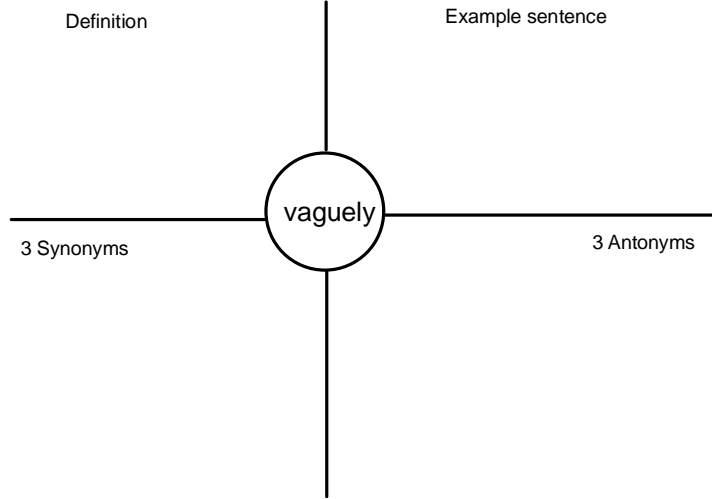 Definition
Example sentence
vaguely
3 Synonyms
3 Antonyms